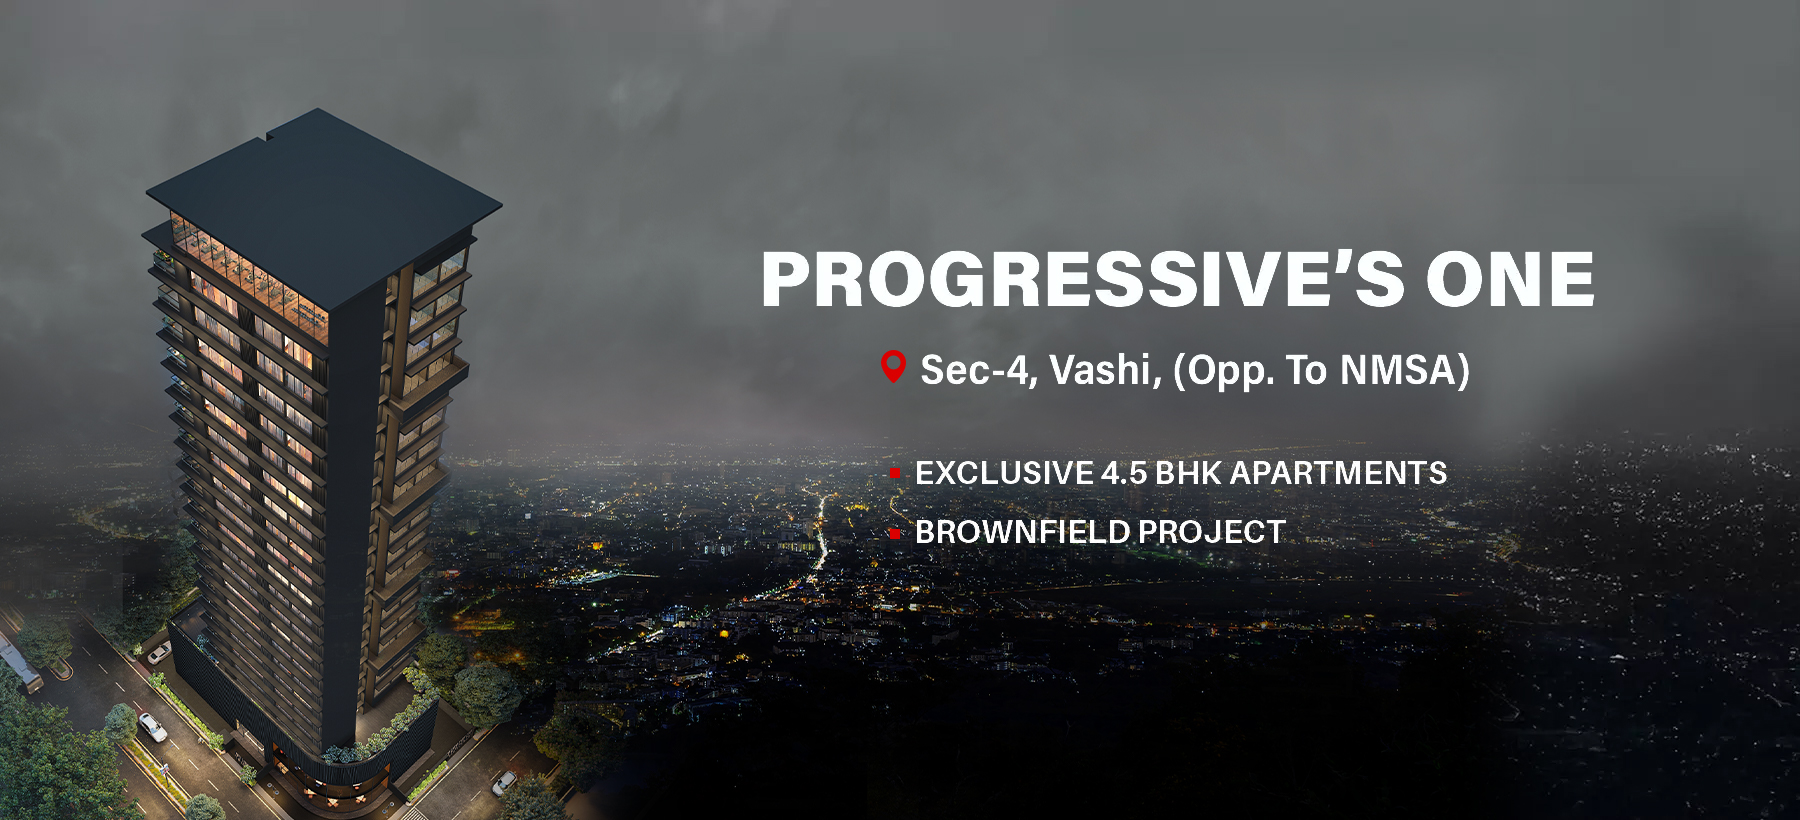 PROGRESSIVE’S ONE
Sec-4, Vashi, (Opp. To NMSA)
EXCLUSIVE 4.5 BHK APARTMENTS
BROWNFIELD PROJECT